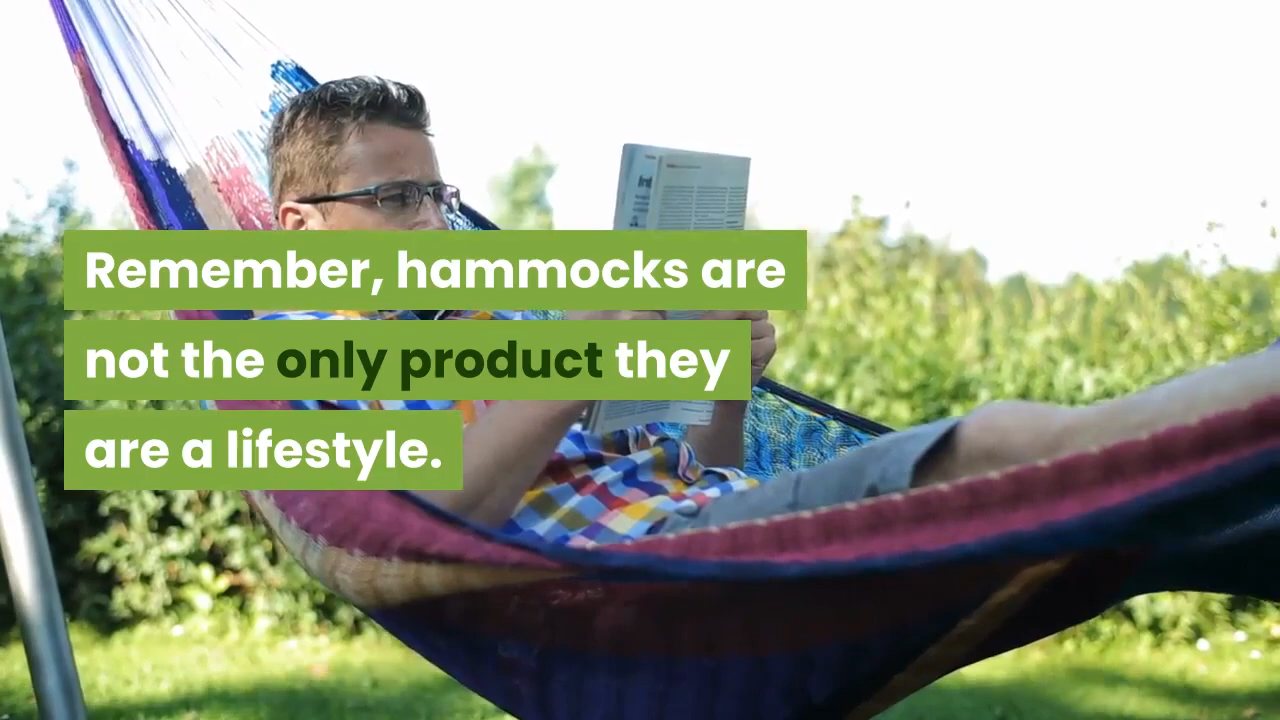 Remember, hammocks are
not the only product they
are a lifestyle.